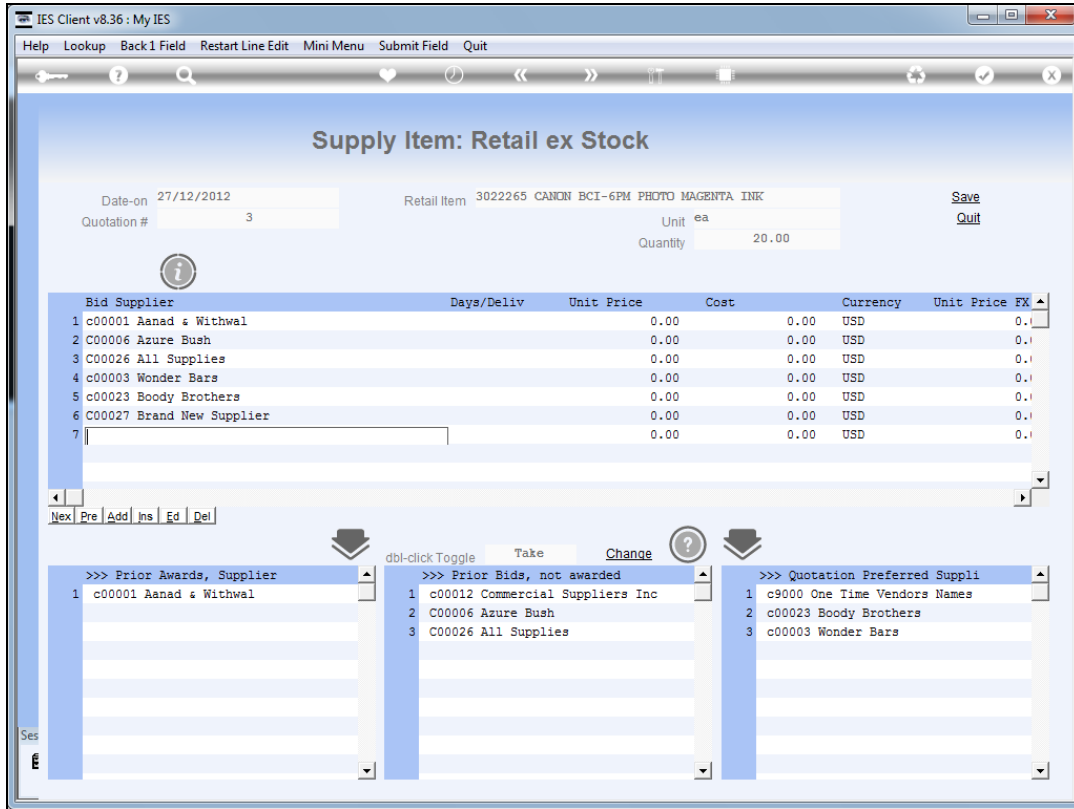 IES Client v8.36 : My IES
Help Lookup Back 1 Field Restart Line Edit Mini Menu Submit Field Quit
Supply Item: Retail ex Stock
Date-on 27/12/2012 Retail Item 3022265 CANON BCI-6PM PHOTO MAGENTA INK Save
Quotation # 3 Unit ea Quit
Quantity 20.00
Bid Supplier Days/Deliv Unit Price Cost Currency Unit Price FX
1 c00001 Aanad & Withwal 0.00 0.00 USD 0.
2 C00006 Azure Bush 0.00 0.00 USD 0.
3 C00026 All Supplies 0.00 0.00 USD 0.
4 c00003 Wonder Bars 0.00 0.00 USD 0.
5 c00023 Boody Brothers 0.00 0.00 USD 0.
6 C00027 Brand New Supplier 0.00 0.00 USD 0.
7 0.00 0.00 USD 0.
Nex Pre Add Ins Ed Del
dbl-click Toggle Take Change
>>> Prior Awards, Supplier >>> Prior Bids, not awarded >>> Quotation Preferred Suppli
1 c00001 Aanad & Withwal 1 c00012 Commercial Suppliers Inc 1 c9000 One Time Vendors Names
2 C00006 Azure Bush 2 c00023 Boody Brothers
3 C00026 All Supplies 3 c00003 Wonder Bars
Ses